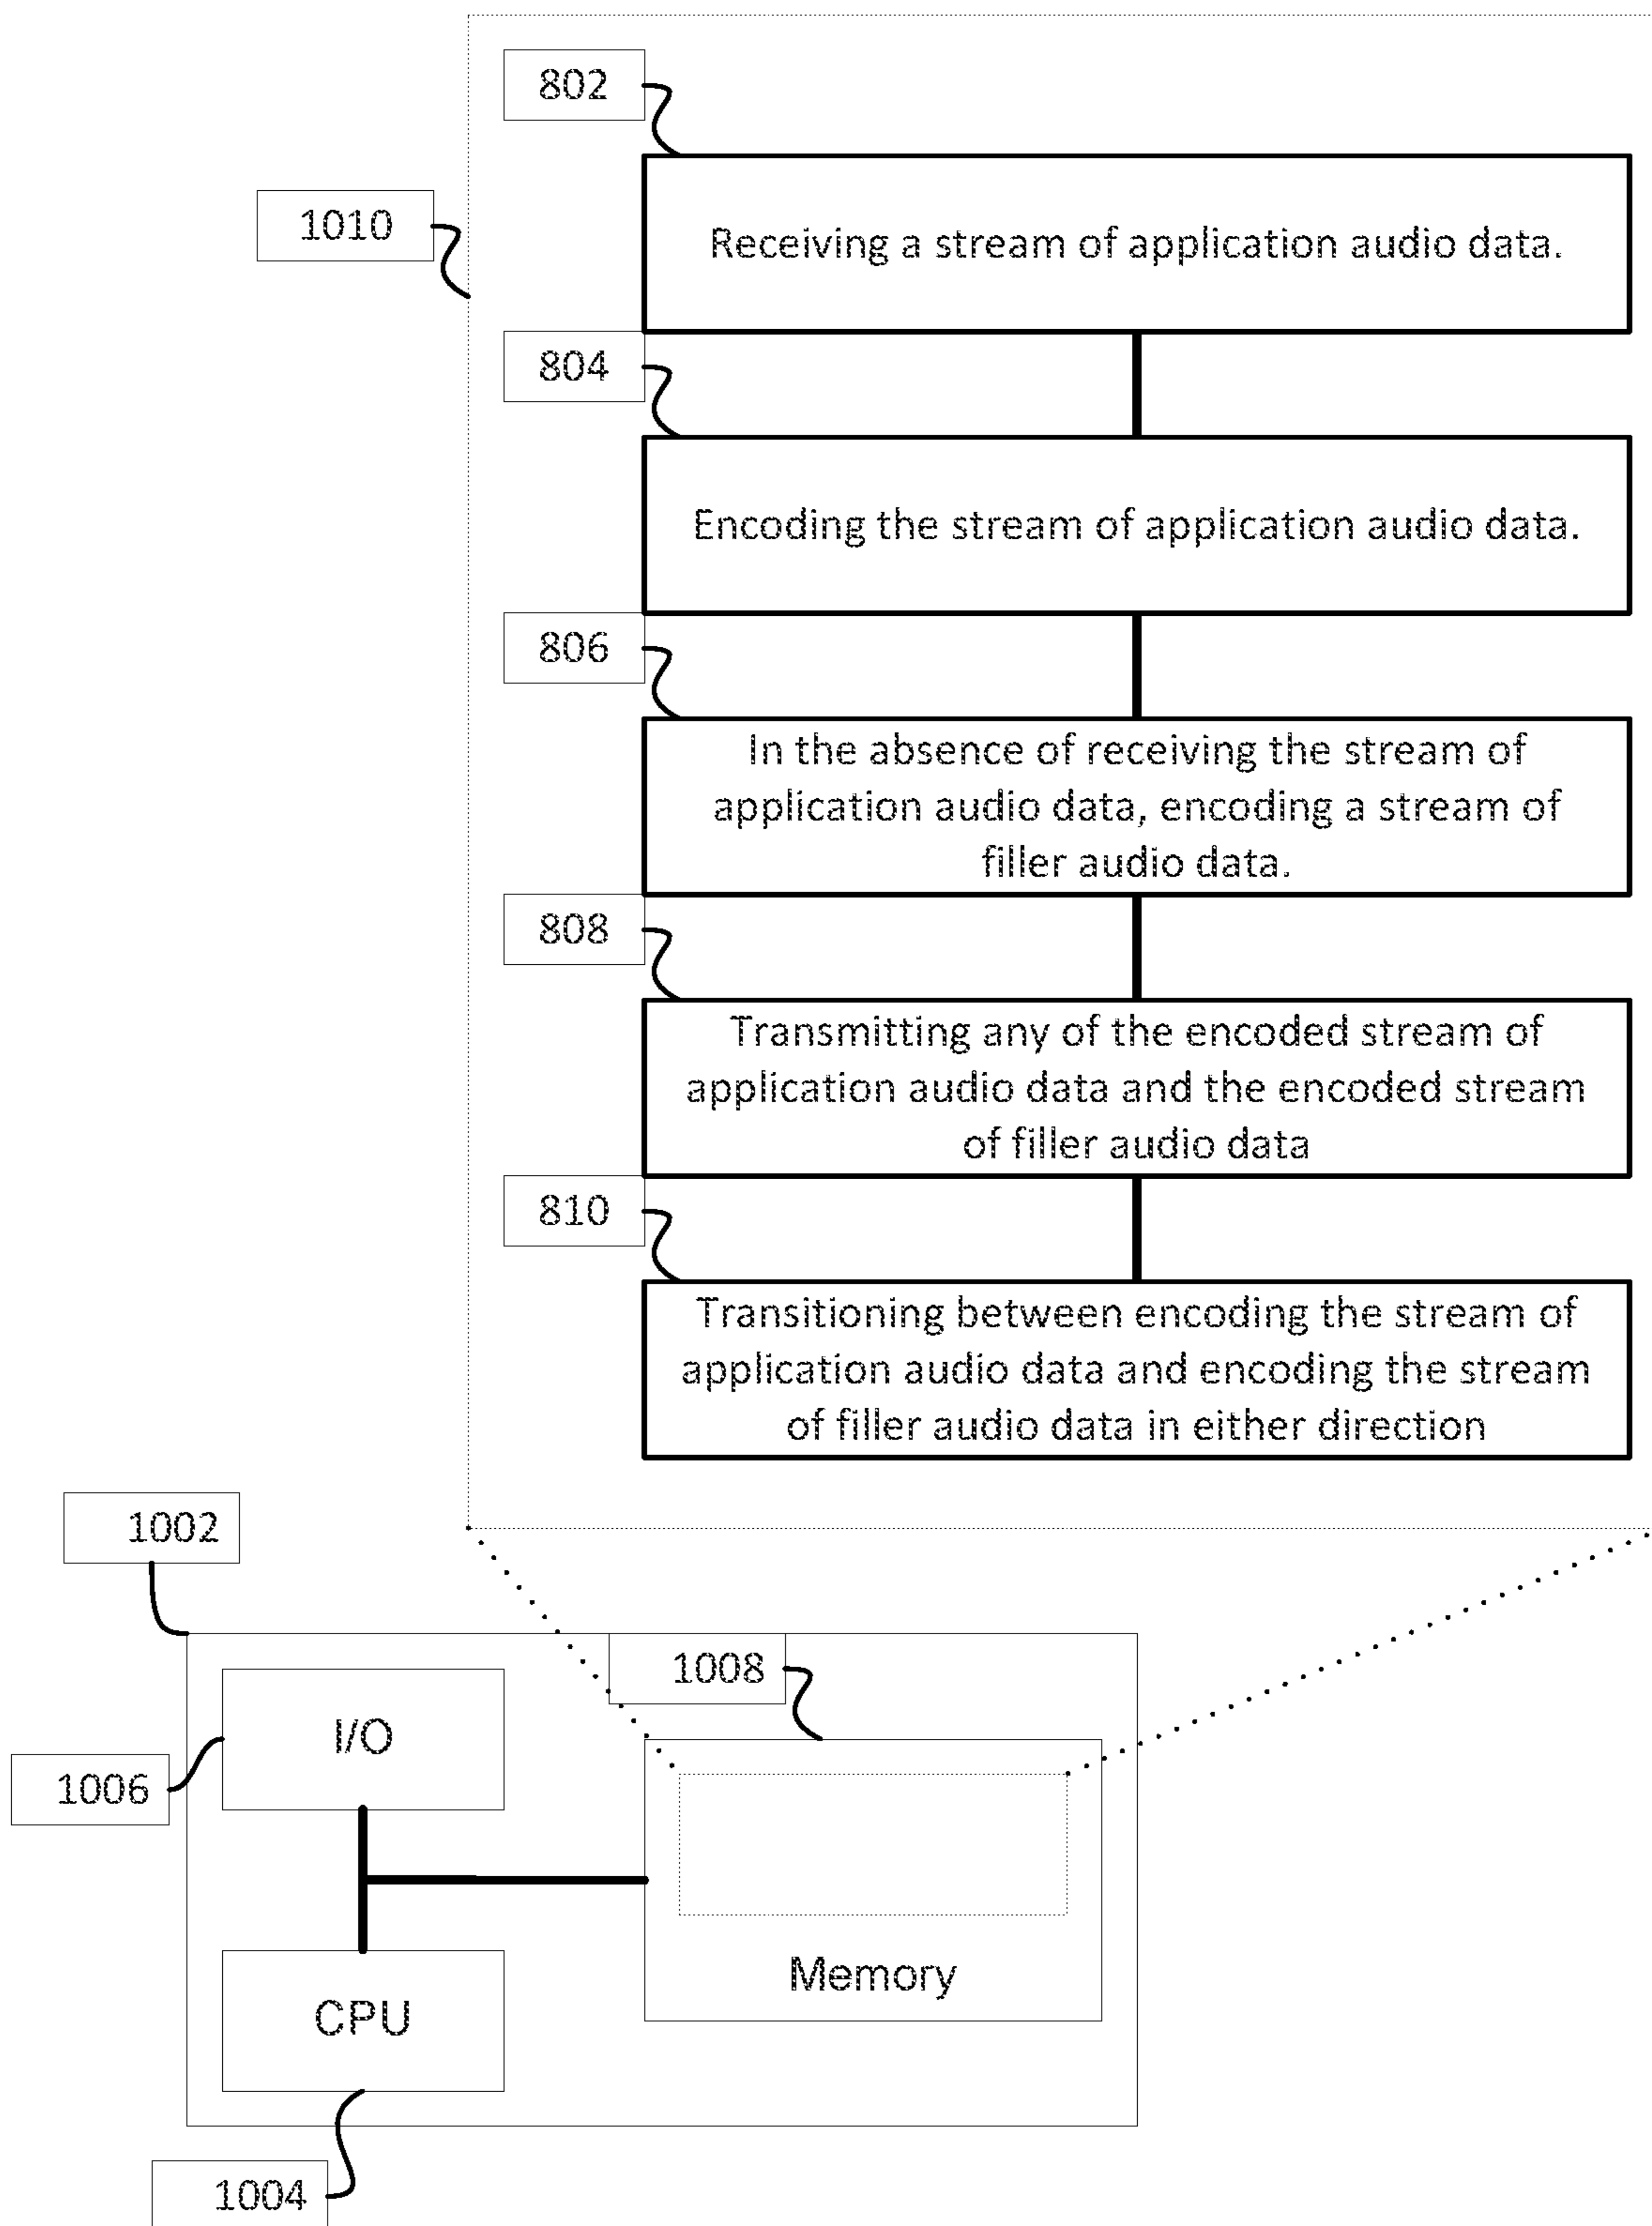 802
1010
Receiving a stream of application audio data.
804
Encoding the stream of application audio data.
806
In the absence of receiving the stream of
application audio data, encoding a stream of
filler audio data.
808
Transmitting any of the encoded stream of
application audio data and the encoded stream
of filler audio data
810
Transitioning between encoding the stream of
application audio data and encoding the stream
of filler audio data in either direction
1002
1008
I/O
1006
Memory
CPU
1004